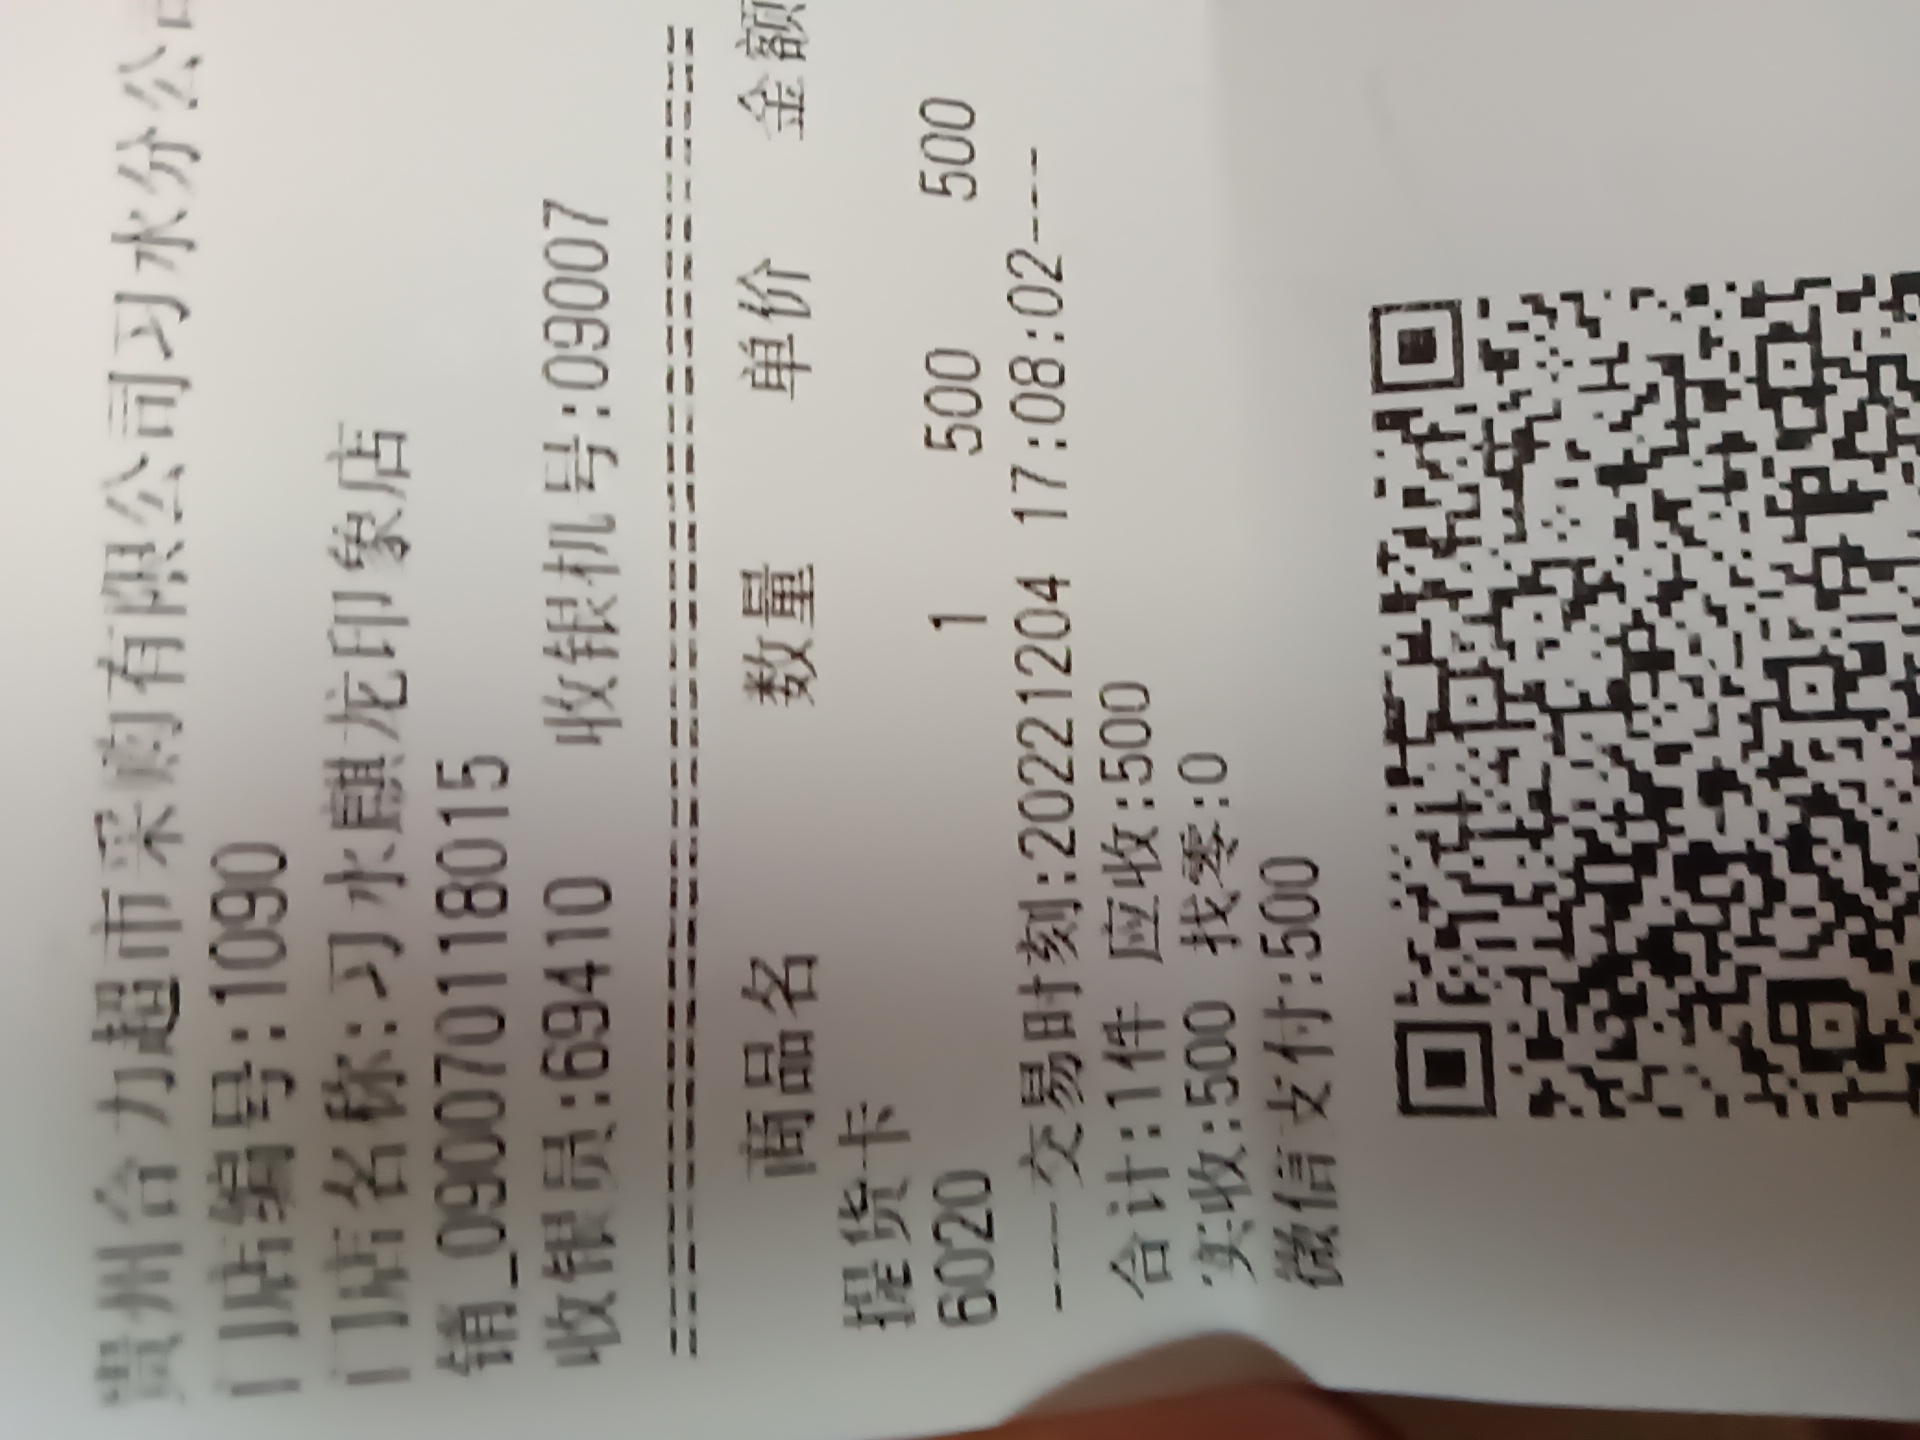 贵州合力超市采购有限公司习水分公司
门店编号:1090
门店名称:习水麒龙印象店
销_090070118015
收银员:69410 收银机号:09007
================================
商品名 数量 单价 金额
提货卡
6020 1 500 500
----交易时刻:20221204 17:08:02----
合计:1件 应收:500
实收:500 找零:0
微信支付:500